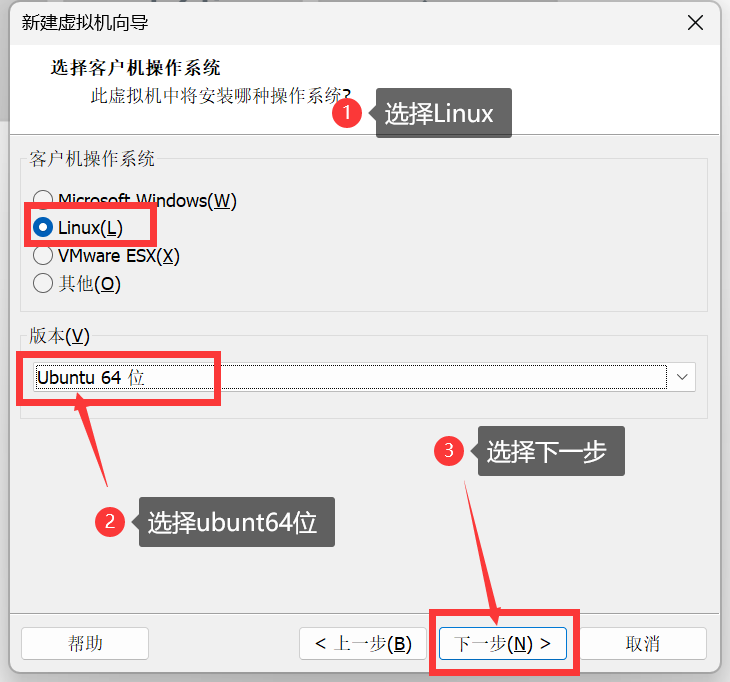 新建虚拟机向导
选择客户机操作系统
此虚拟机中将安装哪种操作系统?
1 选择Linux
客户机操作系统
Microsoft Windows(W)
Linux(L)
VMware ESX(X)
其他(O)
版本(V)
Ubuntu 64 位
3 选择下一步
2 选择ubunt64位
帮助
< 上一步(B)
下一步(N) >
取消